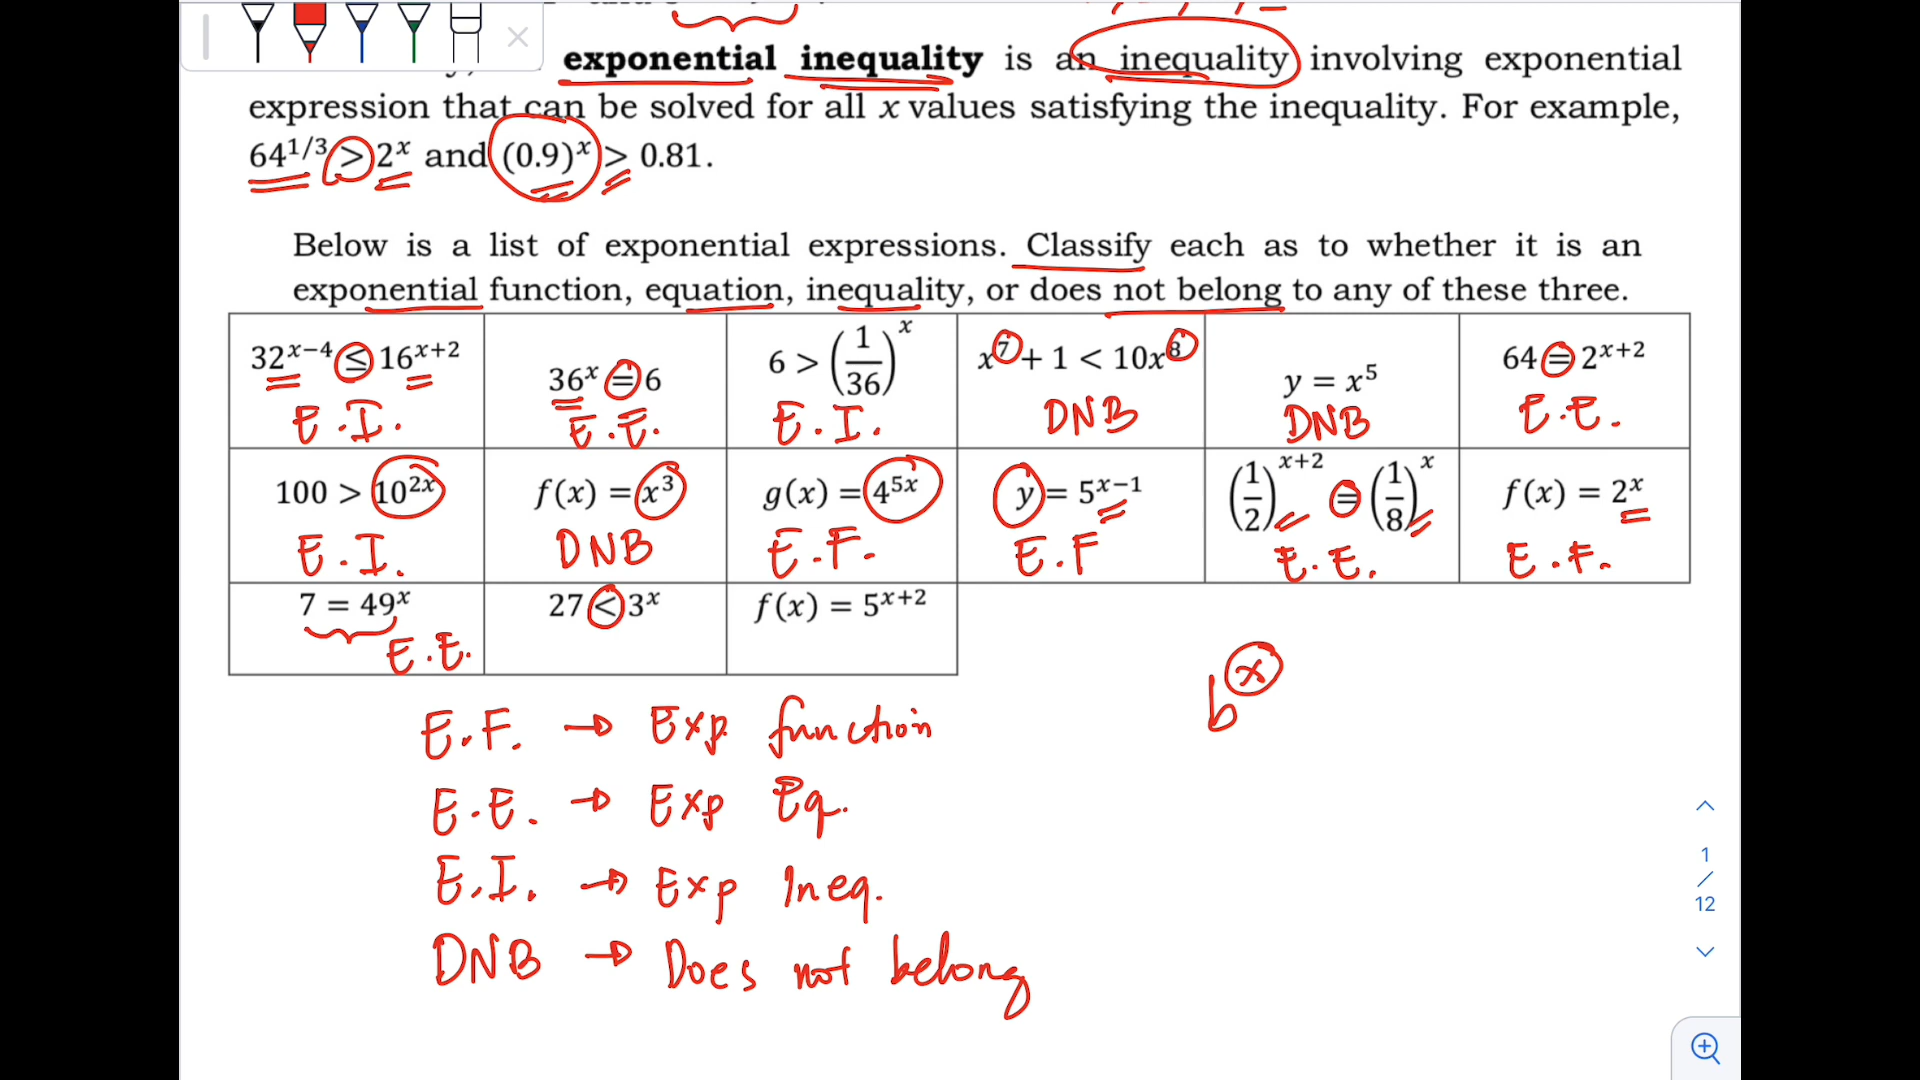 exponential inequality is an inequality involving exponential
expression that can be solved for all x values satisfying the inequality. For example,
64^{1/3} > 2^x and (0.9)^x > 0.81.
Below is a list of exponential expressions. Classify each as to whether it is an
exponential function, equation, inequality, or does not belong to any of these three.
32^{x−4} ≤ 16^{x+2}
E.I.
36^x = 6
E.E.
6 > (1/36)^x
E.I.
x^7 + 1 < 10x^8
DNB
y = x^5
DNB
64 = 2^{x+2}
E.E.
100 > 10^{2x}
E.I.
f(x) = x^3
DNB
g(x) = 4^{5x}
E.F.
y = 5^{x−1}
E.F
(1/2)^{x+2} = (1/8)^x
E.E.
f(x) = 2^x
E.F.
7 = 49^x
E.E.
27 < 3^x
f(x) = 5^{x+2}
b^x
E.F. → Exp. function
E.E. → Exp Eq.
E.I. → Exp Ineq.
DNB → Does not belong
1
/
12